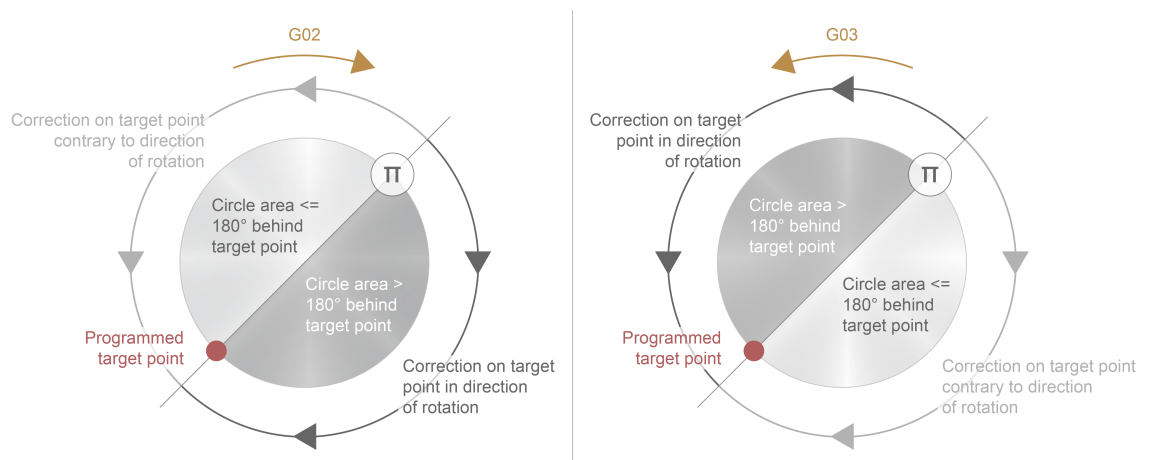 G02
Correction on target point
contrary to direction
of rotation
π
Circle area <=
180° behind
target point
Circle area >
180° behind
target point
Programmed
target point
Correction on target
point in direction
of rotation
G03
Correction on target
point in direction
of rotation
π
Circle area >
180° behind
target point
Circle area <=
180° behind
target point
Programmed
target point
Correction on target point
contrary to direction
of rotation